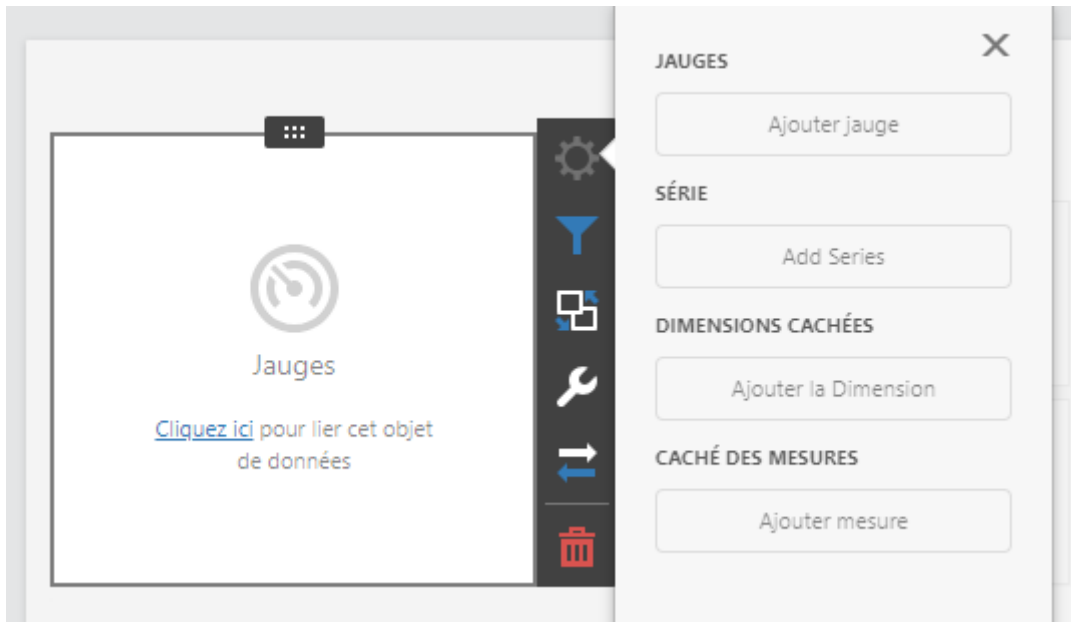 Jauges
Cliquez ici pour lier cet objet
de données
JAUGES
Ajouter jauge
SÉRIE
Add Series
DIMENSIONS CACHÉES
Ajouter la Dimension
CACHÉ DES MESURES
Ajouter mesure